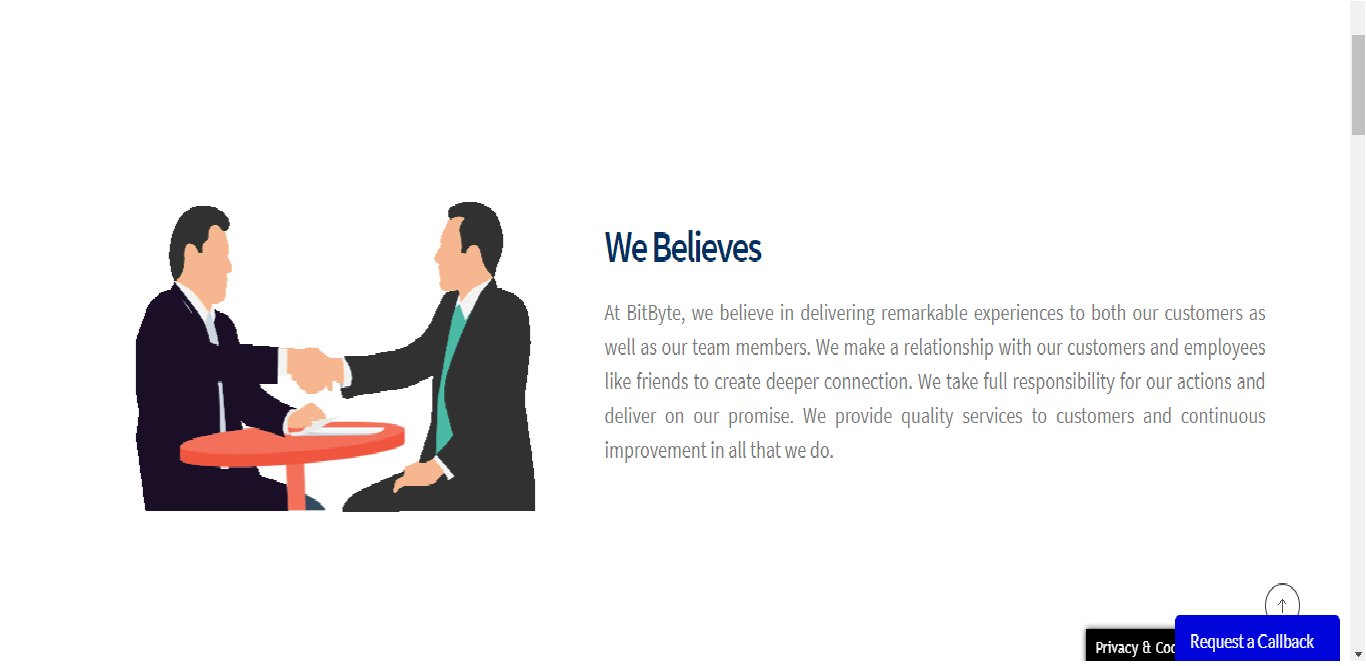 We Believes
At BitByte, we believe in delivering remarkable experiences to both our customers as
well as our team members. We make a relationship with our customers and employees
like friends to create deeper connection. We take full responsibility for our actions and
deliver on our promise. We provide quality services to customers and continuous
improvement in all that we do.
Privacy &
Request a Callback